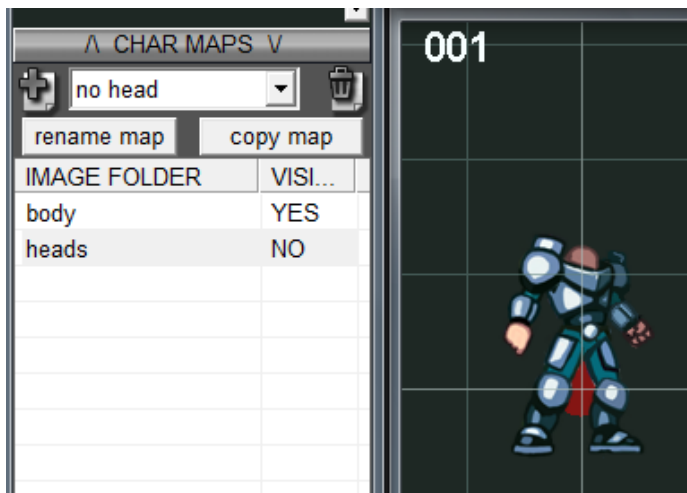 /\ CHAR MAPS \/
no head
rename map copy map
IMAGE FOLDER VISI...
body YES
heads NO
001